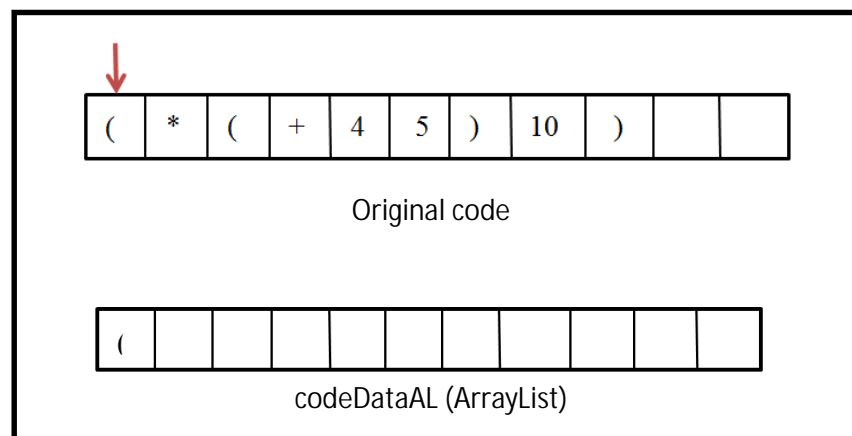 ( * ( + 4 5 ) 10 )
Original code
(
codeDataAL (ArrayList)